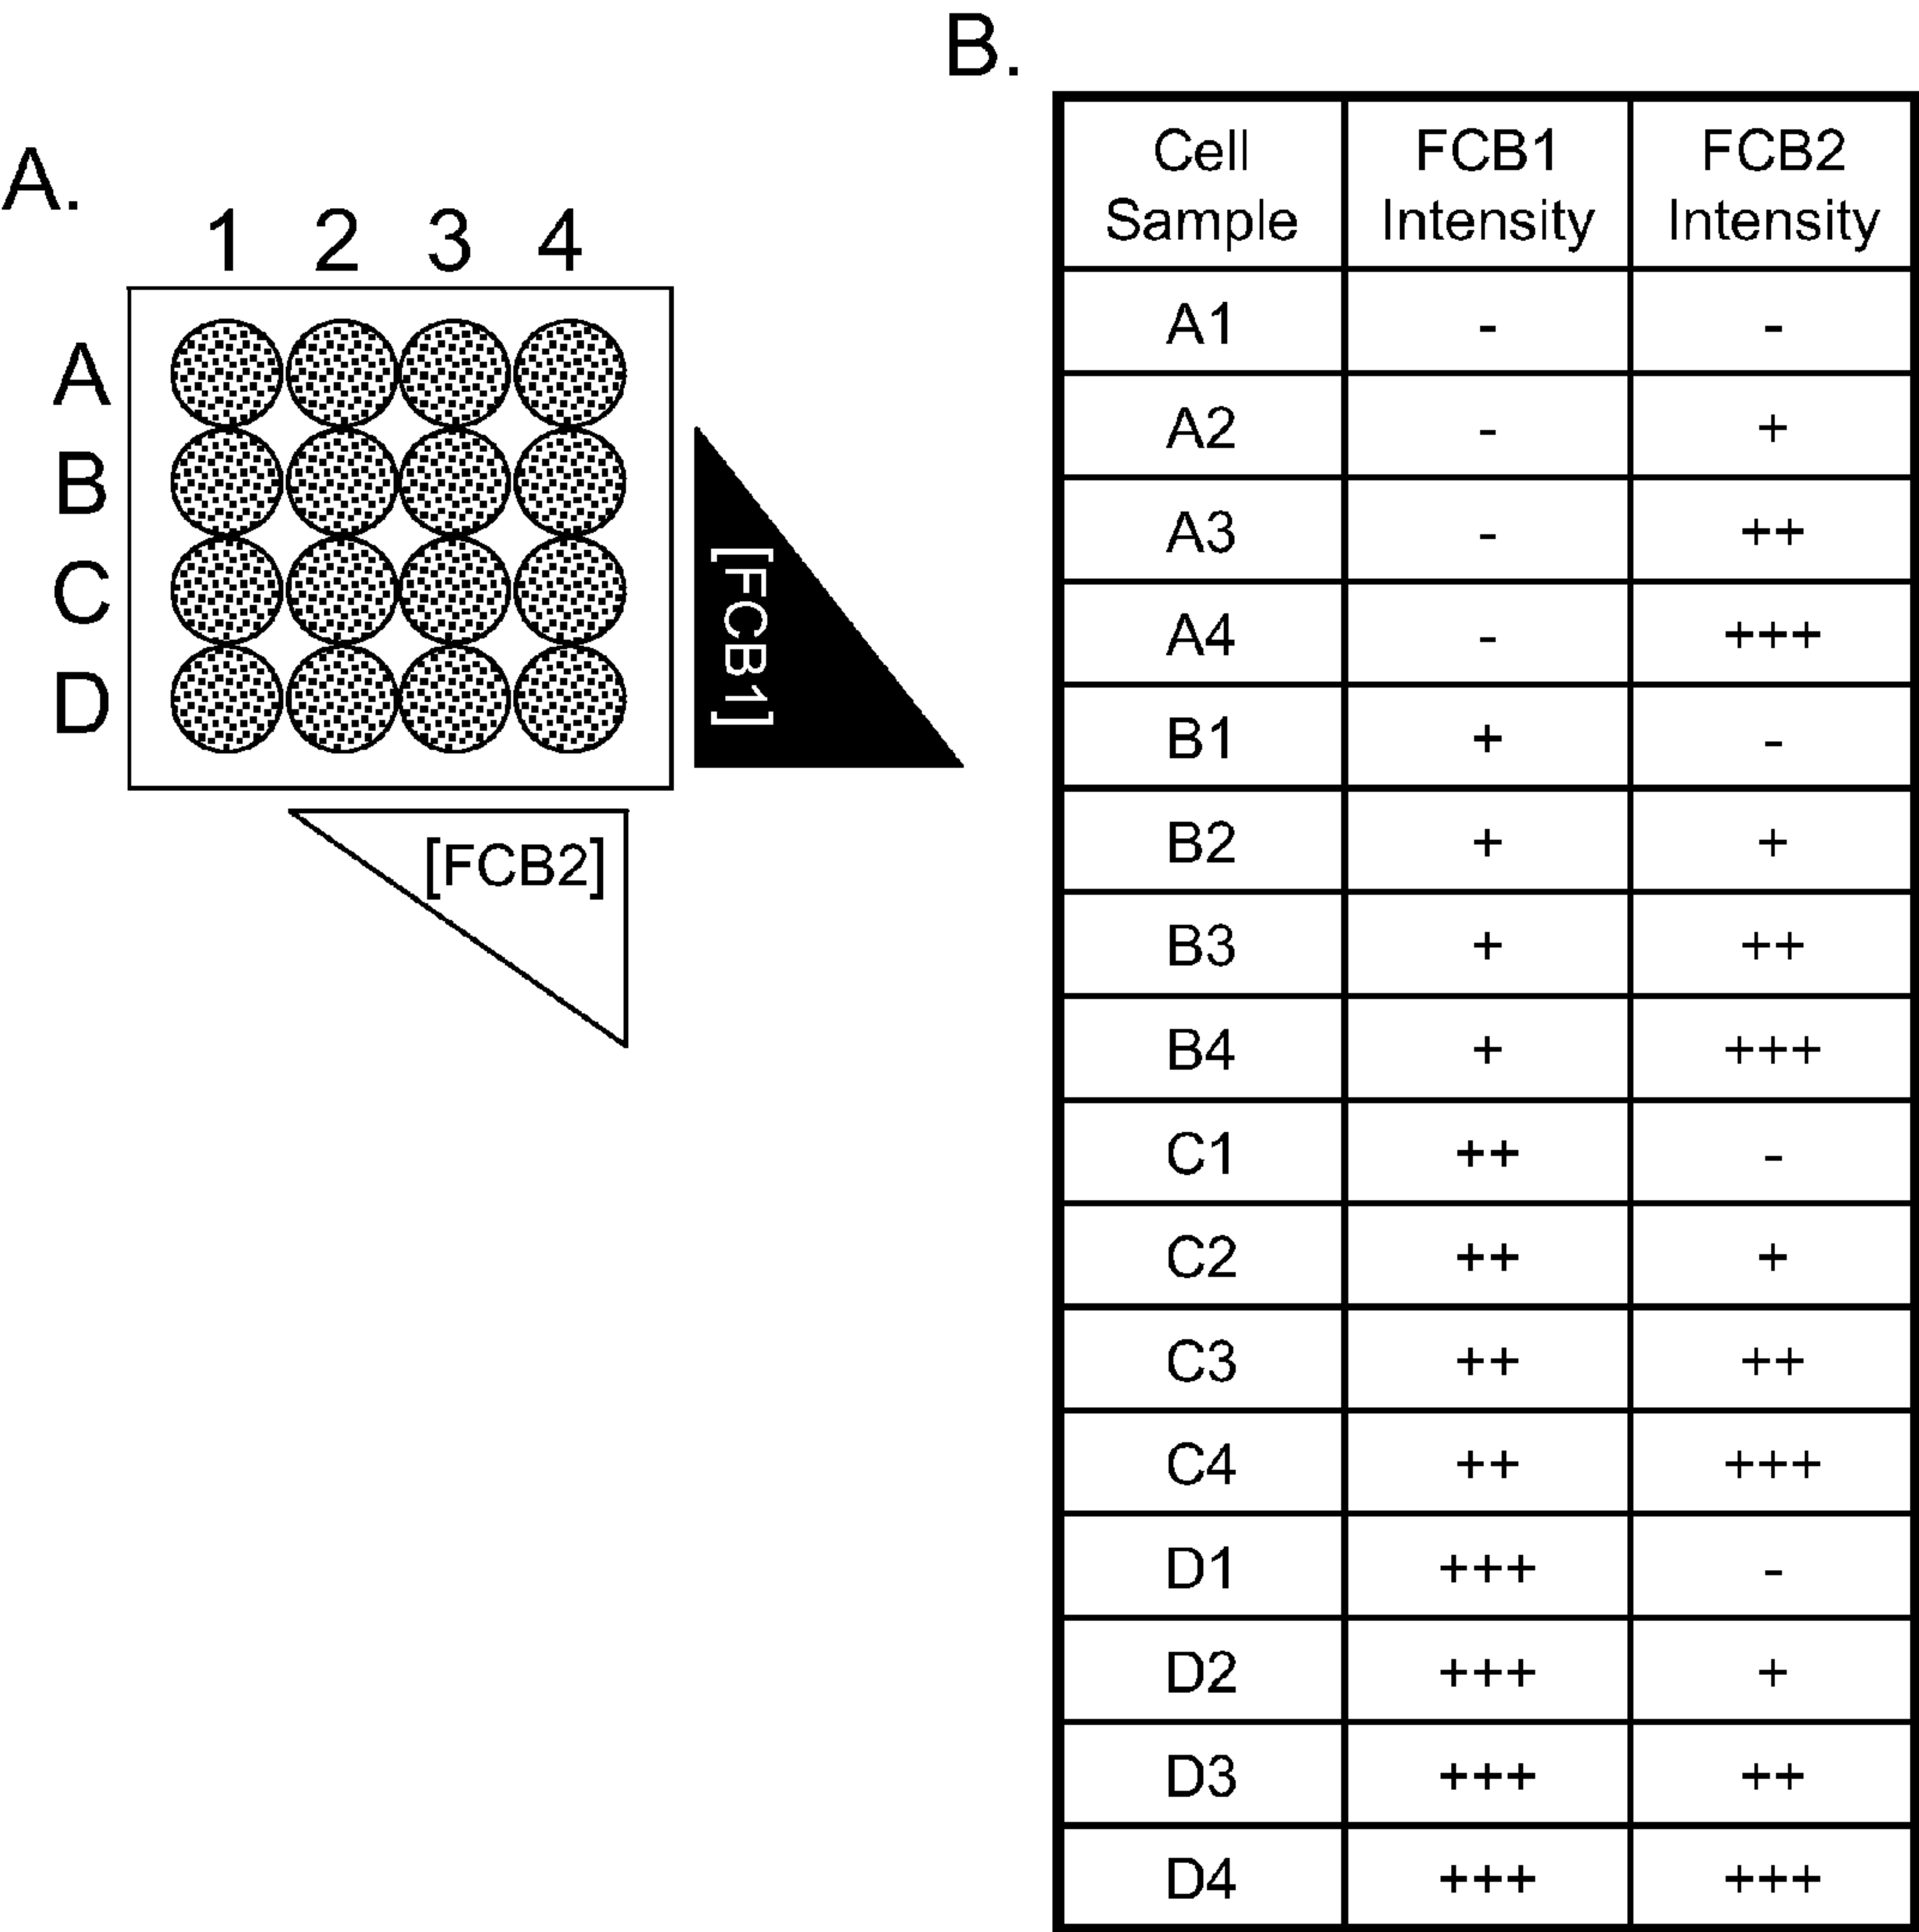 A.
1 2 3 4
A
B
C
D
[FCB1]
[FCB2]
B.
Cell Sample FCB1 Intensity FCB2 Intensity
A1 - -
A2 - +
A3 - ++
A4 - +++
B1 + -
B2 + +
B3 + ++
B4 + +++
C1 ++ -
C2 ++ +
C3 ++ ++
C4 ++ +++
D1 +++ -
D2 +++ +
D3 +++ ++
D4 +++ +++